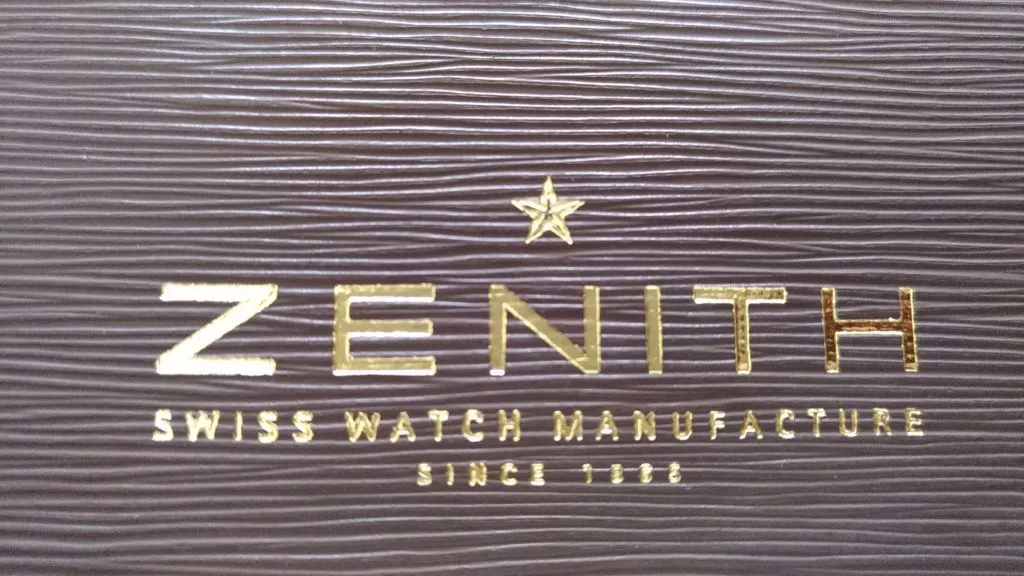 ZENITH
SWISS WATCH MANUFACTURE
SINCE